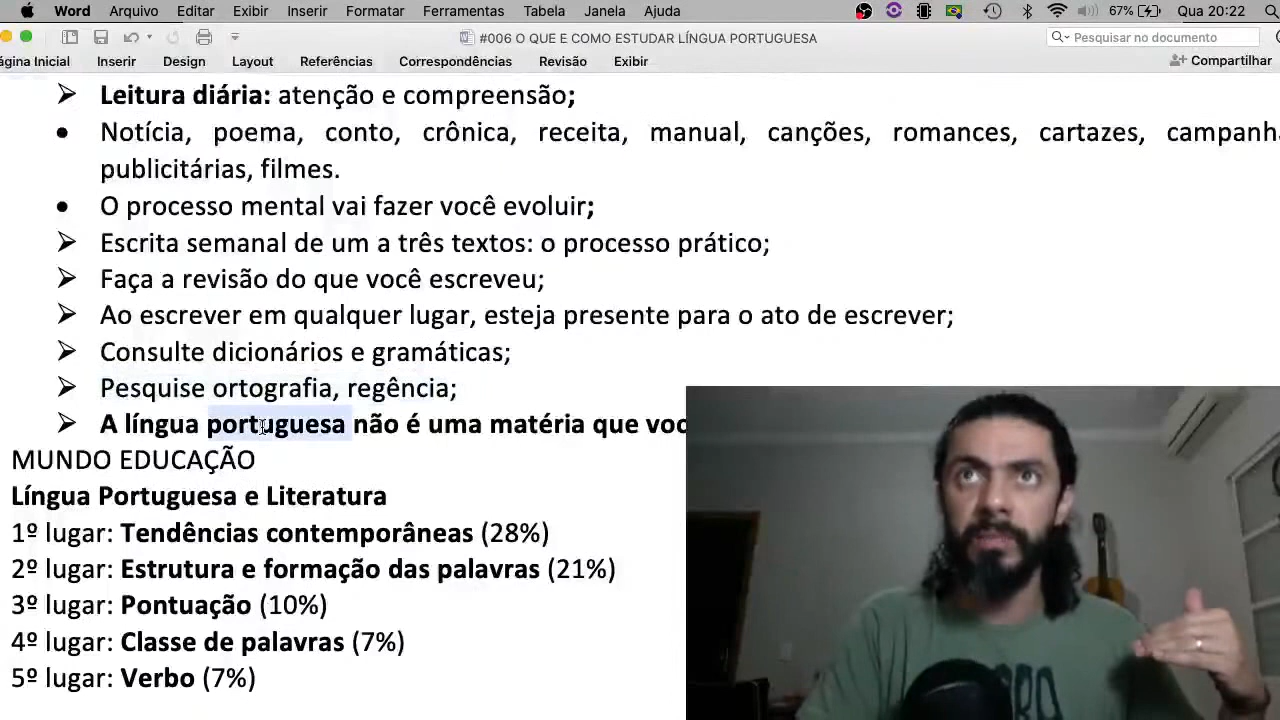 Word Arquivo Editar Exibir Inserir Formatar Ferramentas Tabela Janela Ajuda 67% Qua 20:22
#006 O QUE E COMO ESTUDAR LÍNGUA PORTUGUESA Pesquisar no documento
Inserir Design Layout Referências Correspondências Revisão Exibir Compartilhar
➢ Leitura diária: atenção e compreensão;
• Notícia, poema, conto, crônica, receita, manual, canções, romances, cartazes,
publicitárias, filmes.
• O processo mental vai fazer você evoluir;
➢ Escrita semanal de um a três textos: o processo prático;
➢ Faça a revisão do que você escreveu;
➢ Ao escrever em qualquer lugar, esteja presente para o ato de escrever;
➢ Consulte dicionários e gramáticas;
➢ Pesquise ortografia, regência;
➢ A língua portuguesa não é uma matéria que
MUNDO EDUCAÇÃO
Língua Portuguesa e Literatura
1º lugar: Tendências contemporâneas (28%)
2º lugar: Estrutura e formação das palavras (21%)
3º lugar: Pontuação (10%)
4º lugar: Classe de palavras (7%)
5º lugar: Verbo (7%)